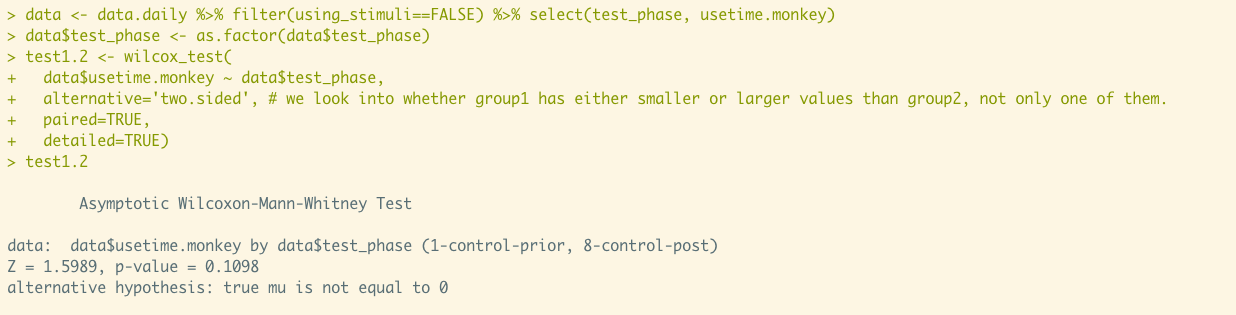 > data <- data.daily %>% filter(using_stimuli==FALSE) %>% select(test_phase, usetime.monkey)
> data$test_phase <- as.factor(data$test_phase)
> test1.2 <- wilcox_test(
+   data$usetime.monkey ~ data$test_phase,
+   alternative='two.sided', # we look into whether group1 has either smaller or larger values than group2, not only one of them.
+   paired=TRUE,
+   detailed=TRUE)
> test1.2
Asymptotic Wilcoxon-Mann-Whitney Test
data:  data$usetime.monkey by data$test_phase (1-control-prior, 8-control-post)
Z = 1.5989, p-value = 0.1098
alternative hypothesis: true mu is not equal to 0